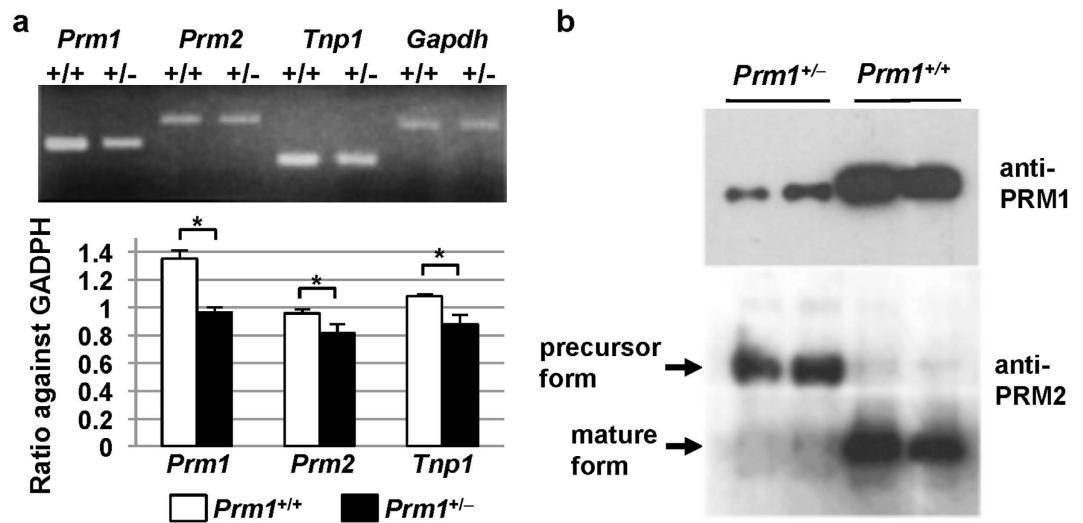 a
Prm1 Prm2 Tnp1 Gapdh
+/+ +/- +/+ +/- +/+ +/- +/+ +/-
Ratio against GADPH
1.4
1.2
1
0.8
0.6
0.4
0.2
0
* * *
Prm1 Prm2 Tnp1
Prm1+/+ Prm1+/–
b
Prm1+/– Prm1+/+
anti-
PRM1
precursor
form
mature
form
anti-
PRM2